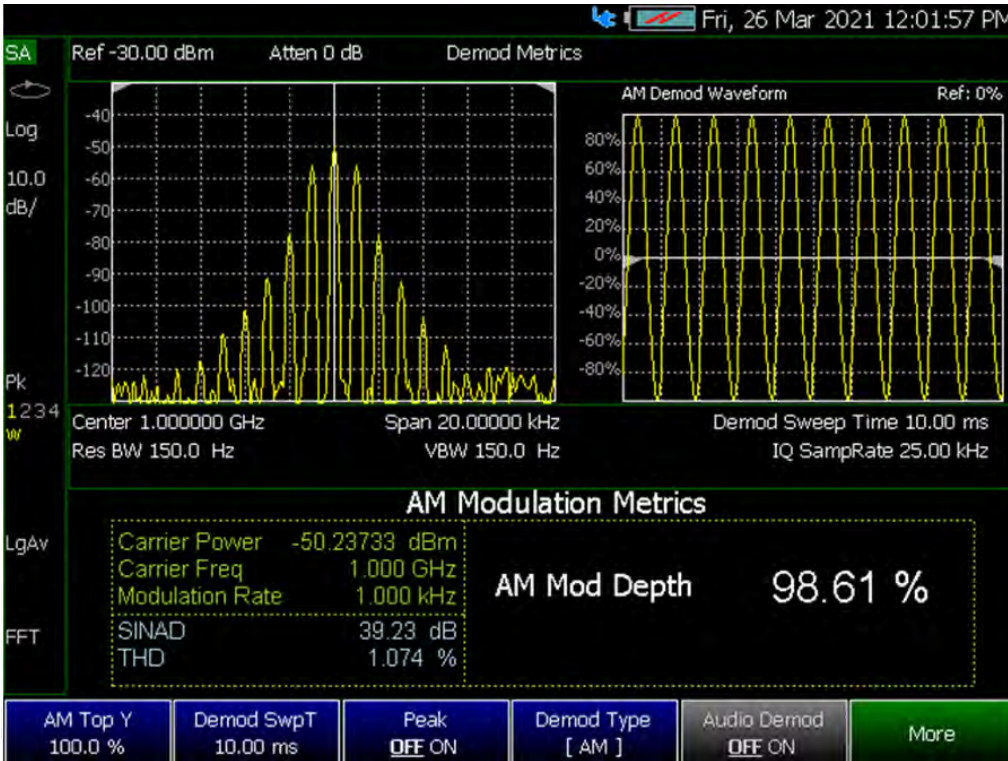 Fri, 26 Mar 2021 12:01:57 PM
SA
Ref -30.00 dBm Atten 0 dB Demod Metrics
Log
10.0
dB/
-40
-50
-60
-70
-80
-90
-100
-110
-120
AM Demod Waveform Ref: 0%
80%
60%
40%
20%
0%
-20%
-40%
-60%
-80%
Pk
1234
W
Center 1.000000 GHz Span 20.00000 kHz Demod Sweep Time 10.00 ms
Res BW 150.0 Hz VBW 150.0 Hz IQ SampRate 25.00 kHz
AM Modulation Metrics
LgAv
Carrier Power -50.23733 dBm
Carrier Freq 1.000 GHz
Modulation Rate 1.000 kHz
AM Mod Depth 98.61 %
FFT
SINAD 39.23 dB
THD 1.074 %
AM Top Y Demod SwpT Peak Demod Type Audio Demod More
100.0 % 10.00 ms OFF ON [ AM ] OFF ON